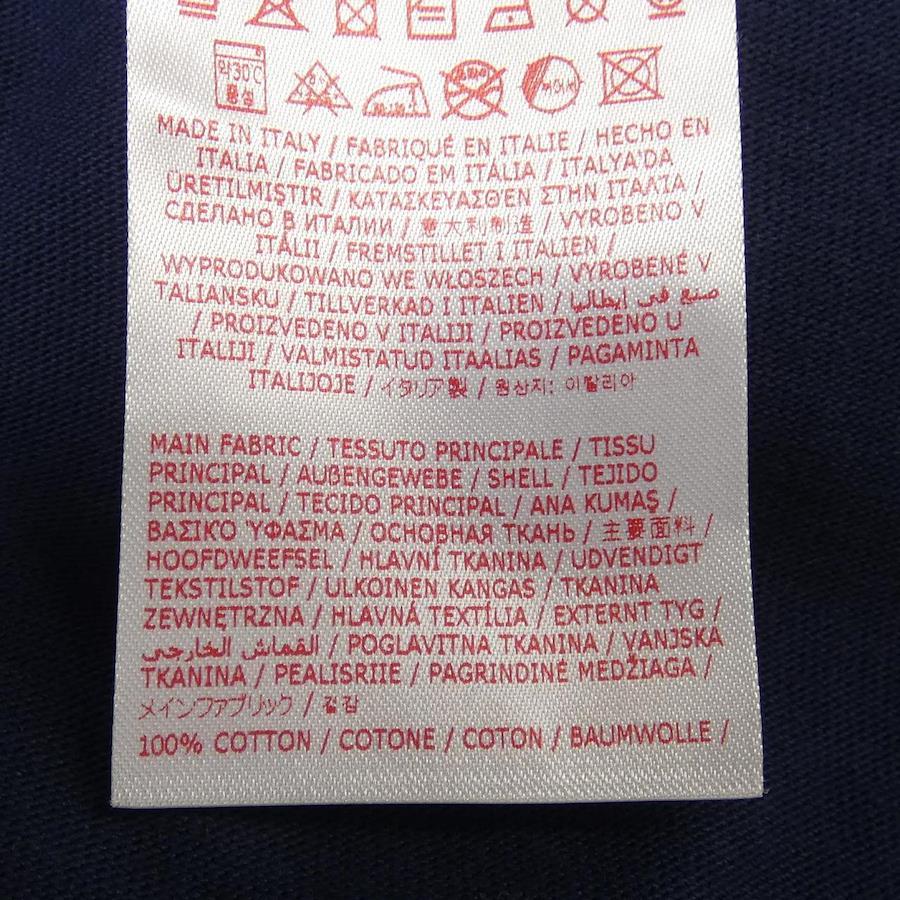 약30℃
중성
80-120
MADE IN ITALY / FABRIQUÉ EN ITALIE / HECHO EN
ITALIA / FABRICADO EM ITÁLIA / ITALYA'DA
ÜRETILMIŞTIR / ΚΑΤΑΣΚΕΥΑΣΘΕΝ ΣΤΗΝ ΙΤΑΛΊΑ /
СДЕЛАНО В ИТАЛИИ / 意大利制造 / VYROBENO V
ITÁLII / FREMSTILLET I ITALIEN /
WYPRODUKOWANO WE WŁOSZECH / VYROBENÉ V
TALIANSKU / TILLVERKAD I ITALIEN / صنع في ايطاليا
/ PROIZVEDENO V ITALIJI / PROIZVEDENO U
ITALIJI / VALMISTATUD ITAALIAS / PAGAMINTA
ITALIJOJE / イタリア製 / 원산지: 이탈리아
MAIN FABRIC / TESSUTO PRINCIPALE / TISSU
PRINCIPAL / AUßENGEWEBE / SHELL / TEJIDO
PRINCIPAL / TECIDO PRINCIPAL / ANA KUMAŞ /
ΒΑΣΙΚΌ ΎΦΑΣΜΑ / ОСНОВНАЯ ТКАНЬ / 主要面料 /
HOOFDWEEFSEL / HLAVNÍ TKANINA / UDVENDIGT
TEKSTILSTOF / ULKOINEN KANGAS / TKANINA
ZEWNĘTRZNA / HLAVNÁ TEXTÍLIA / EXTERNT TYG /
القماش الخارجي / POGLAVITNA TKANINA / VANJSKA
TKANINA / PEALISRIIE / PAGRINDINĖ MEDŽIAGA /
メインファブリック / 겉감
100% COTTON / COTONE / COTON / BAUMWOLLE /